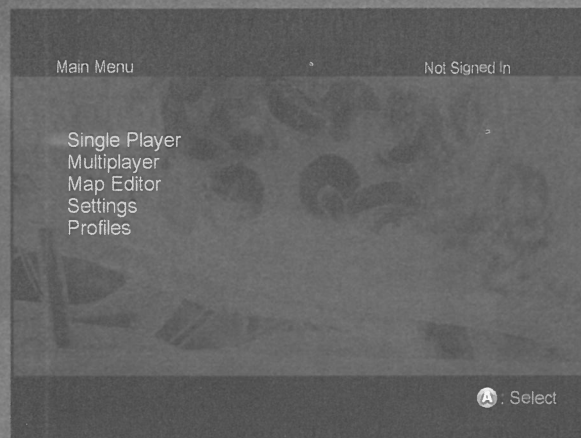 Main Menu
Not Signed In
Single Player
Multiplayer
Map Editor
Settings
Profiles
A : Select